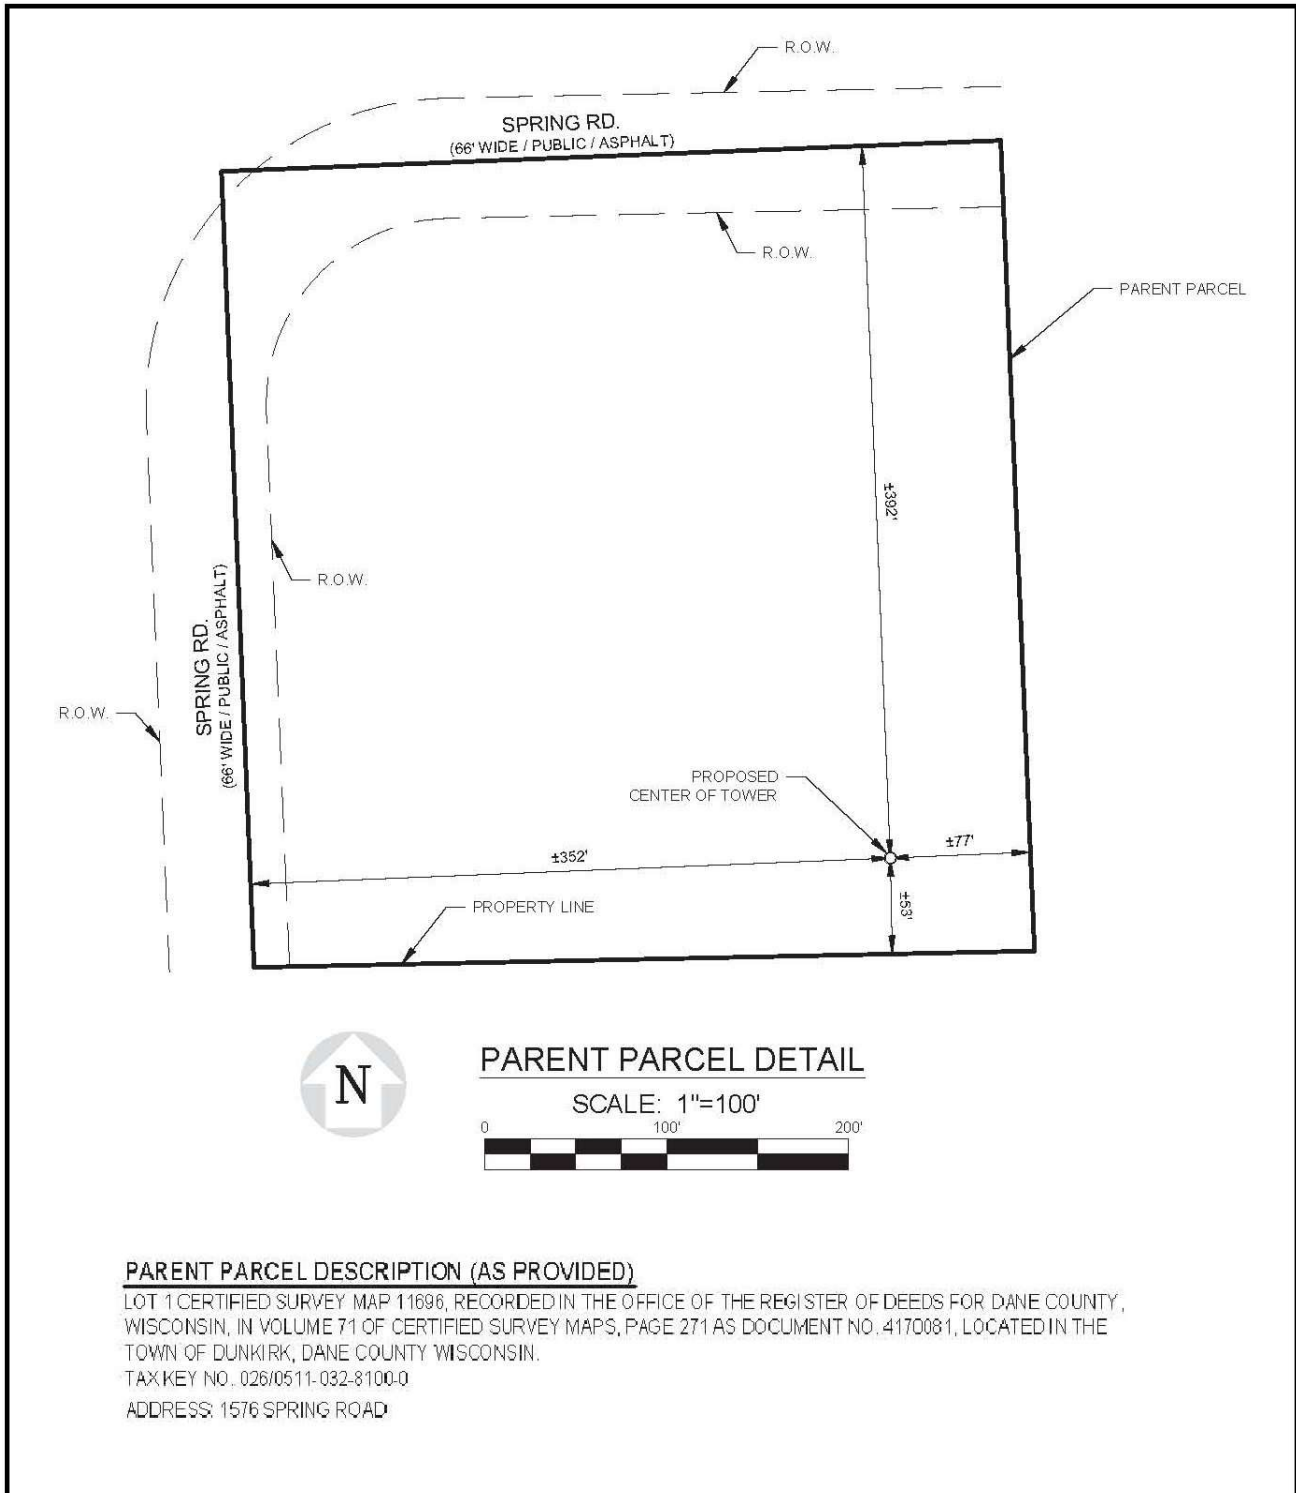 R.O.W.
SPRING RD.
(66' WIDE / PUBLIC / ASPHALT)
R.O.W.
PARENT PARCEL
±392'
R.O.W.
SPRING RD.
(66' WIDE / PUBLIC / ASPHALT)
R.O.W.
PROPOSED
CENTER OF TOWER
±352'
±77'
±53'
PROPERTY LINE
N
PARENT PARCEL DETAIL
SCALE: 1"=100'
0 100' 200'
PARENT PARCEL DESCRIPTION (AS PROVIDED)
LOT 1 CERTIFIED SURVEY MAP 11696, RECORDED IN THE OFFICE OF THE REGISTER OF DEEDS FOR DANE COUNTY,
WISCONSIN, IN VOLUME 71 OF CERTIFIED SURVEY MAPS, PAGE 271 AS DOCUMENT NO. 4170081, LOCATED IN THE
TOWN OF DUNKIRK, DANE COUNTY WISCONSIN.
TAX KEY NO. 026/0511-032-8100-0
ADDRESS: 1576 SPRING ROAD